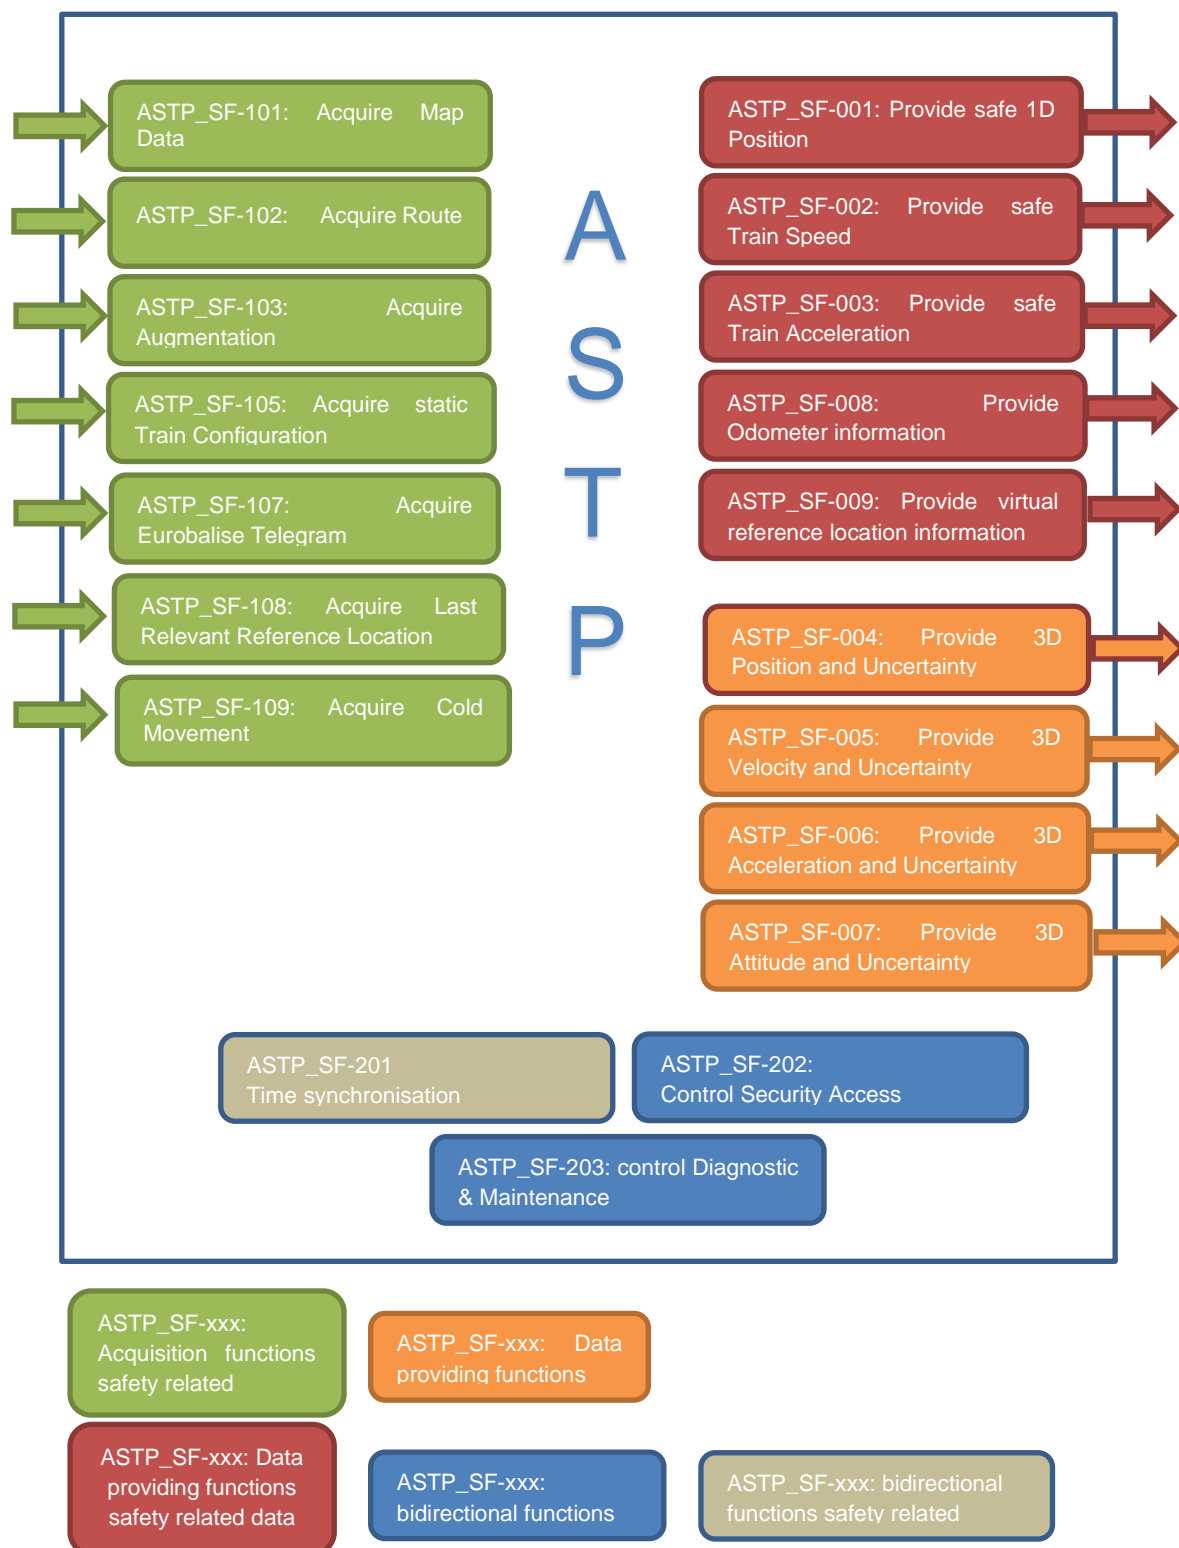 ASTP_SF-101: Acquire Map
Data
ASTP_SF-102: Acquire Route
ASTP_SF-103: Acquire
Augmentation
ASTP_SF-105: Acquire static
Train Configuration
ASTP_SF-107: Acquire
Eurobalise Telegram
ASTP_SF-108: Acquire Last
Relevant Reference Location
ASTP_SF-109: Acquire Cold
Movement
A
S
T
P
ASTP_SF-001: Provide safe 1D
Position
ASTP_SF-002: Provide safe
Train Speed
ASTP_SF-003: Provide safe
Train Acceleration
ASTP_SF-008: Provide
Odometer information
ASTP_SF-009: Provide virtual
reference location information
ASTP_SF-004: Provide 3D
Position and Uncertainty
ASTP_SF-005: Provide 3D
Velocity and Uncertainty
ASTP_SF-006: Provide 3D
Acceleration and Uncertainty
ASTP_SF-007: Provide 3D
Attitude and Uncertainty
ASTP_SF-201
Time synchronisation
ASTP_SF-202:
Control Security Access
ASTP_SF-203: control Diagnostic
& Maintenance
ASTP_SF-xxx:
Acquisition functions
safety related
ASTP_SF-xxx: Data
providing functions
ASTP_SF-xxx: Data
providing functions
safety related data
ASTP_SF-xxx:
bidirectional functions
ASTP_SF-xxx: bidirectional
functions safety related